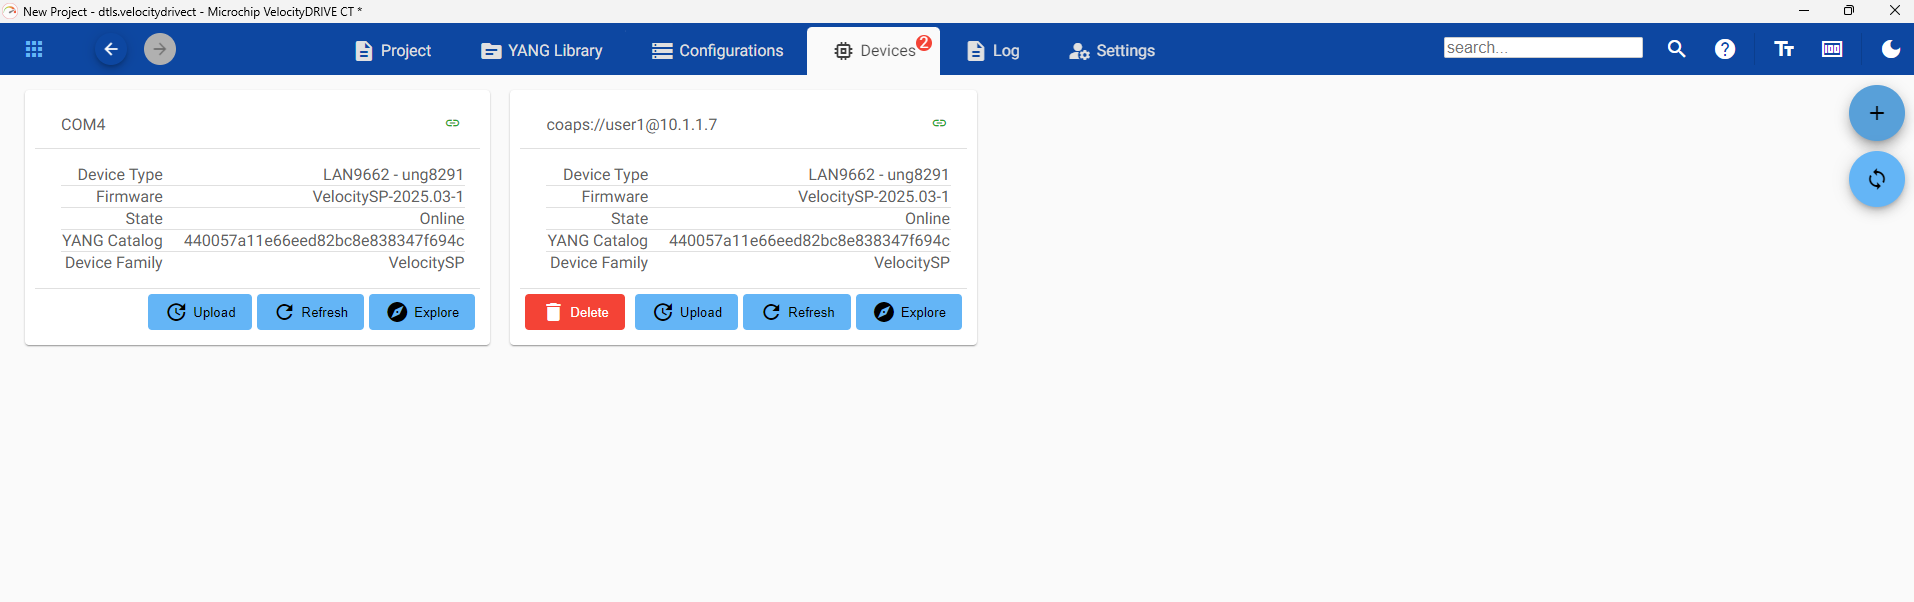 New Project - dtls.velocitydrivect - Microchip VelocityDRIVE CT *
Project
YANG Library
Configurations
Devices
2
Log
Settings
search...
COM4
Device Type LAN9662 - ung8291
Firmware VelocitySP-2025.03-1
State Online
YANG Catalog 440057a11e66eed82bc8e838347f694c
Device Family VelocitySP
Upload
Refresh
Explore
coaps://user1@10.1.1.7
Device Type LAN9662 - ung8291
Firmware VelocitySP-2025.03-1
State Online
YANG Catalog 440057a11e66eed82bc8e838347f694c
Device Family VelocitySP
Delete
Upload
Refresh
Explore